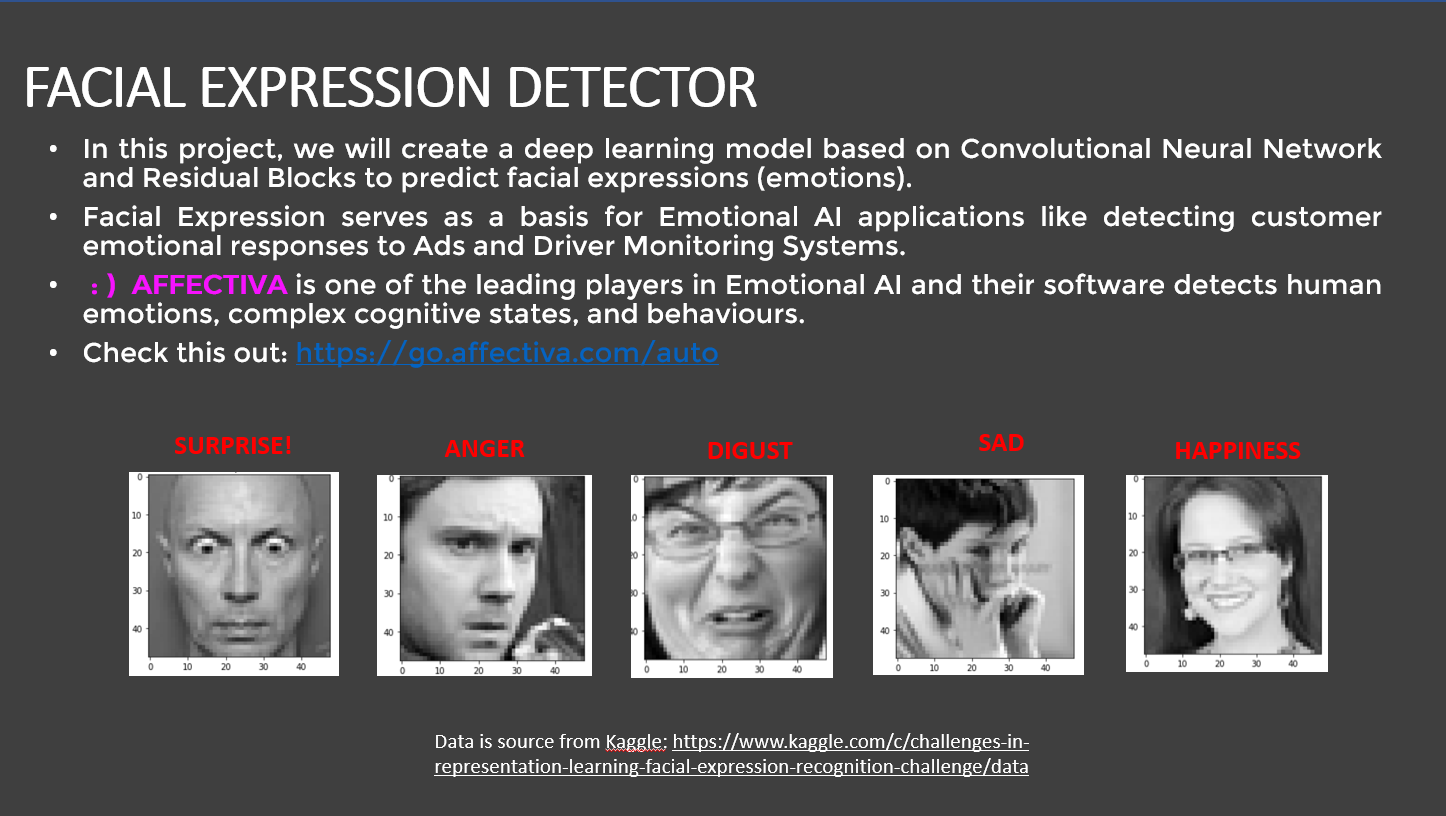 FACIAL EXPRESSION DETECTOR
• In this project, we will create a deep learning model based on Convolutional Neural Network
and Residual Blocks to predict facial expressions (emotions).
• Facial Expression serves as a basis for Emotional AI applications like detecting customer
emotional responses to Ads and Driver Monitoring Systems.
• :) AFFECTIVA is one of the leading players in Emotional AI and their software detects human
emotions, complex cognitive states, and behaviours.
• Check this out: https://go.affectiva.com/auto
SURPRISE! ANGER DIGUST SAD HAPPINESS
0 0 0 0 0
10 10 10 10 10
20 20 20 20 20
30 30 30 30 30
40 40 40 40 40
0 10 20 30 40 0 10 20 30 40 0 10 20 30 40 0 10 20 30 40 0 10 20 30 40
Data is source from Kaggle: https://www.kaggle.com/c/challenges-in-
representation-learning-facial-expression-recognition-challenge/data